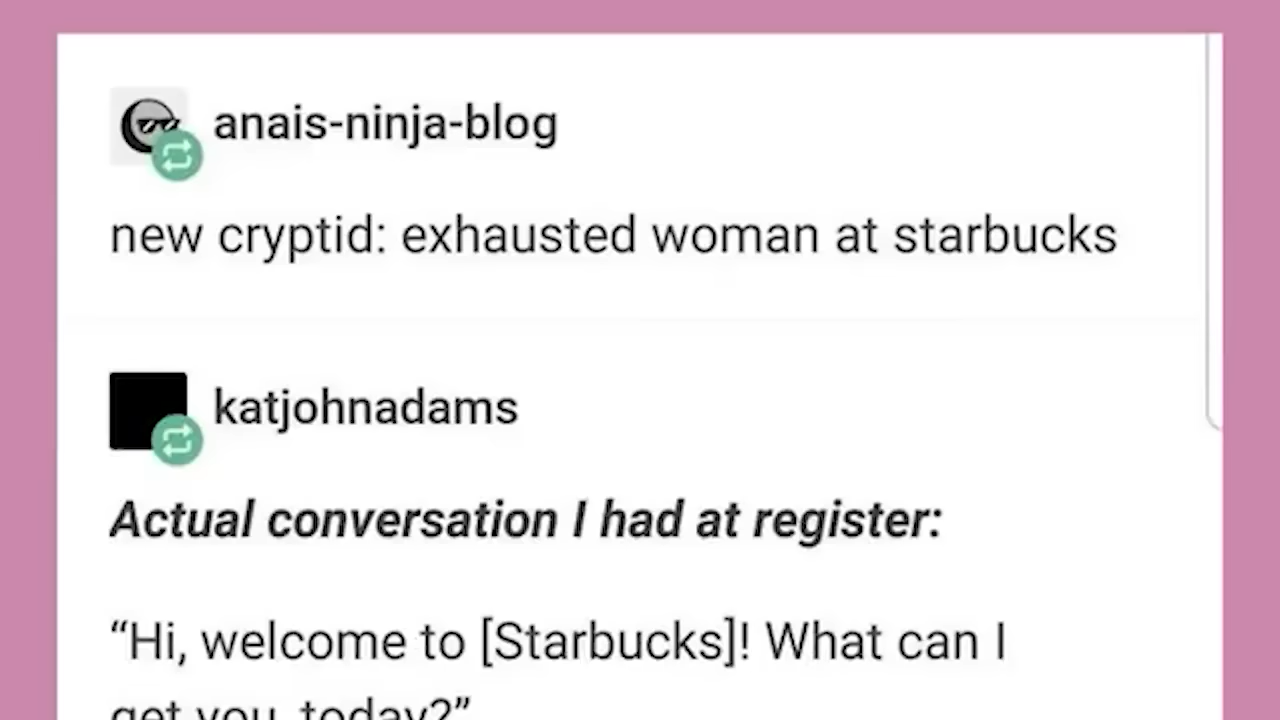 anais-ninja-blog
new cryptid: exhausted woman at starbucks
katjohnadams
Actual conversation I had at register:
“Hi, welcome to [Starbucks]! What can I
get you, today?”